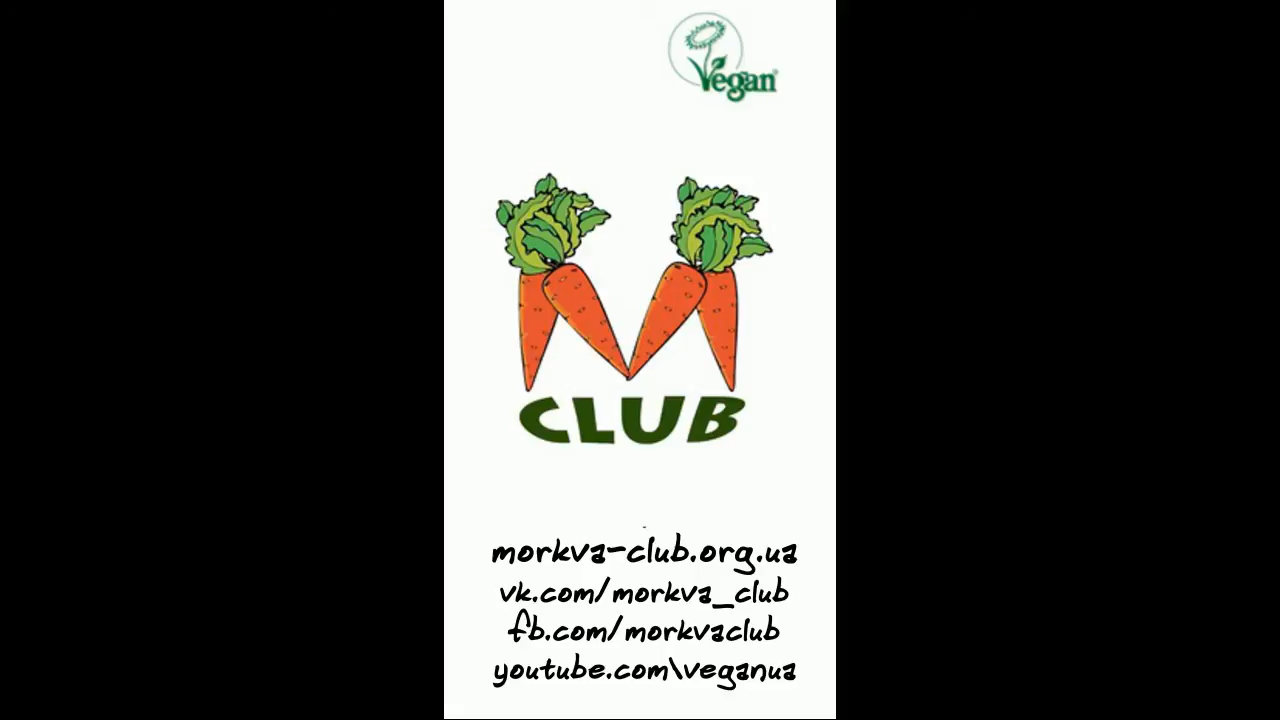 Vegan
CLUB
morkva-club.org.ua
vk.com/morkva_club
fb.com/morkvaclub
youtube.com\veganua